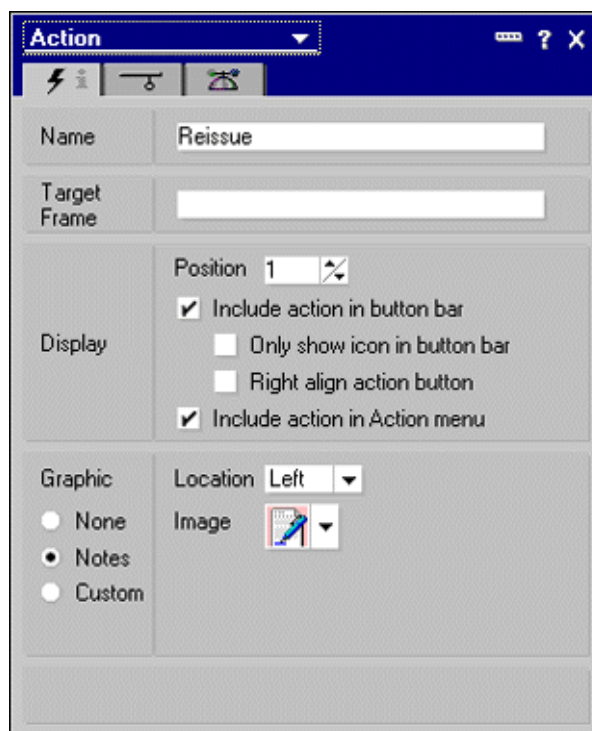 Action
?
i
Name
Reissue
Target
Frame
Position 1
Include action in button bar
Display
Only show icon in button bar
Right align action button
Include action in Action menu
Graphic
Location Left
None
Image
Notes
Custom